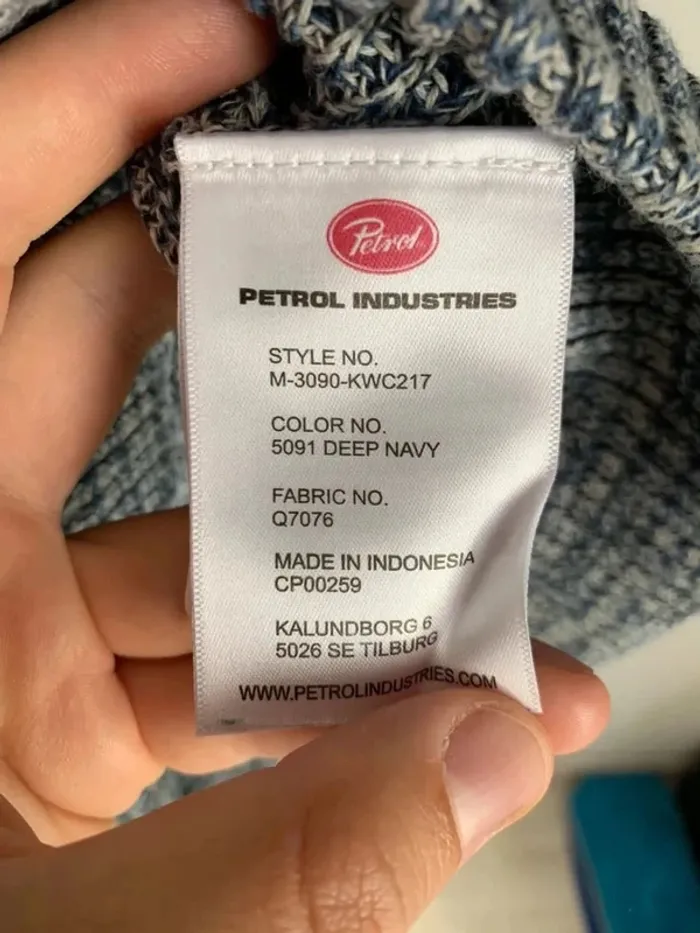 Petrol
PETROL INDUSTRIES
STYLE NO.
M-3090-KWC217
COLOR NO.
5091 DEEP NAVY
FABRIC NO.
Q7076
MADE IN INDONESIA
CP00259
KALUNDBORG 6
5026 SE TILBURG
WWW.PETROLINDUSTRIES.COM